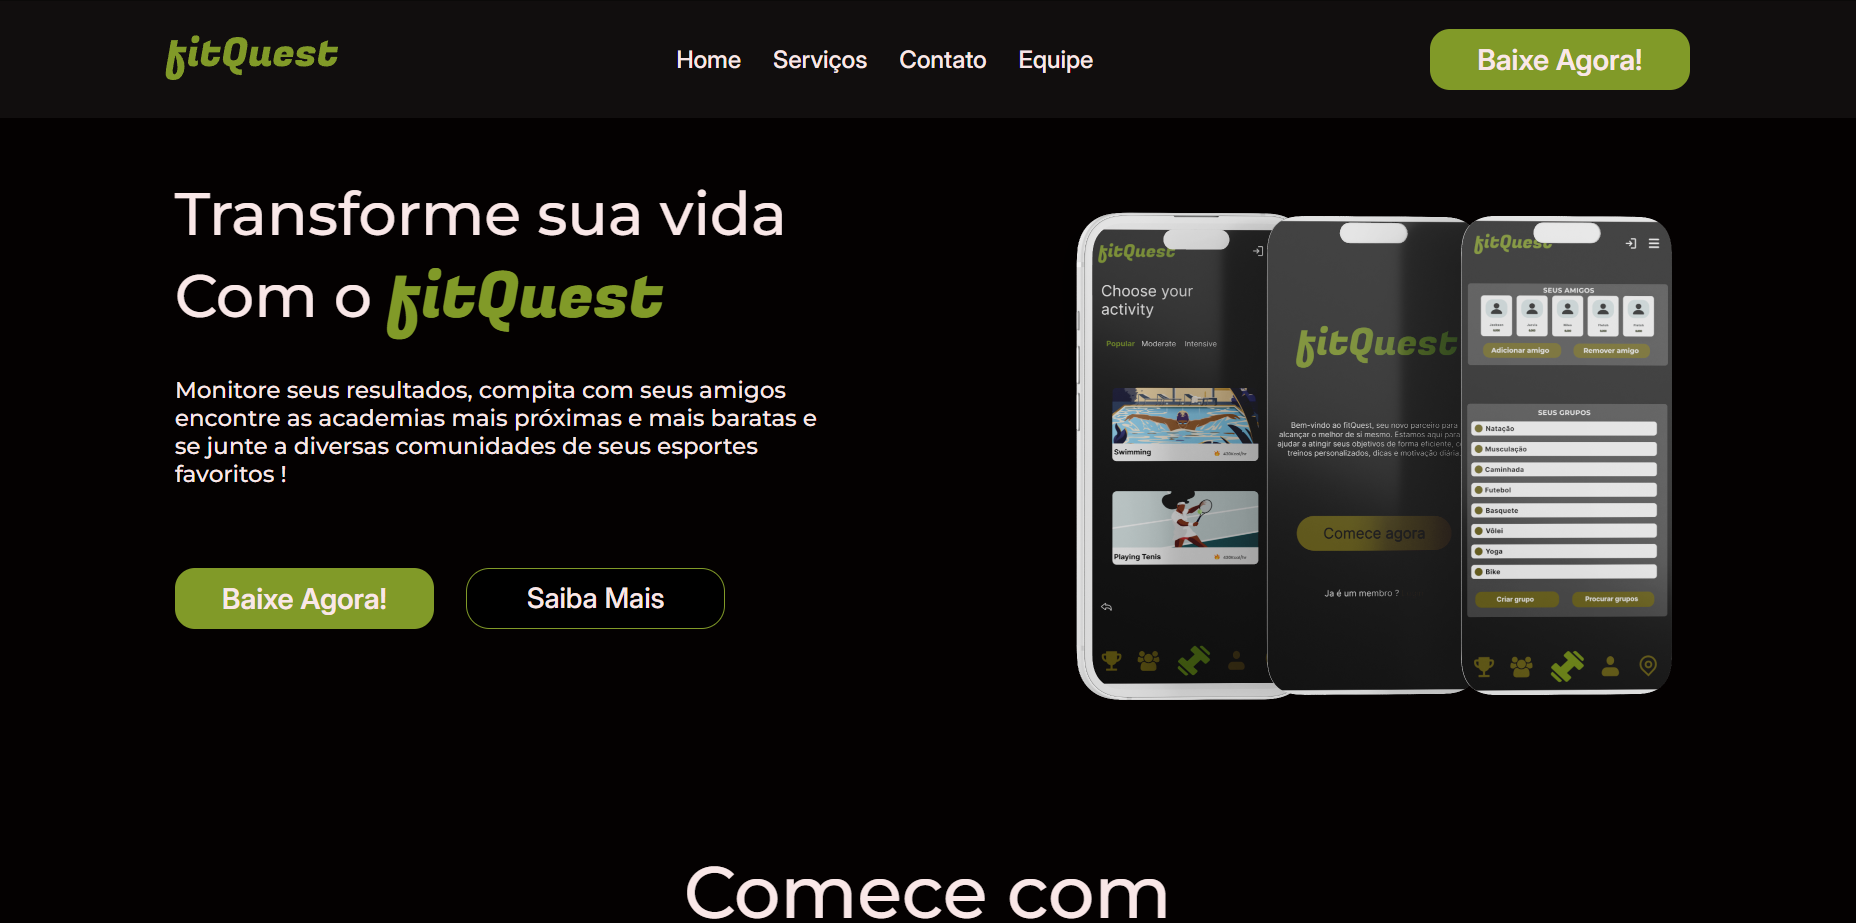 fitQuest
Home Serviços Contato Equipe
Baixe Agora!
Transforme sua vida
Com o fitQuest
Monitore seus resultados, compita com seus amigos
encontre as academias mais próximas e mais baratas e
se junte a diversas comunidades de seus esportes
favoritos !
Baixe Agora! Saiba Mais
fitQuest
Choose your
activity
Popular Moderate Intensive
Swimming
Playing Tenis
fitQuest
Bem-vindo ao fitQuest, seu novo parceiro para
alcançar o melhor de si mesmo. Estamos aqui para
ajudar a atingir seus objetivos de forma eficiente, c
treinos personalizados, dicas e motivação diária.
Comece agora
Ja é um membro ?
fitQuest
SEUS AMIGOS
Adicionar amigo Remover amigo
SEUS GRUPOS
Natação
Musculação
Caminhada
Futebol
Basquete
Vôlei
Yoga
Bike
Criar grupo Procurar grupos
Comece com